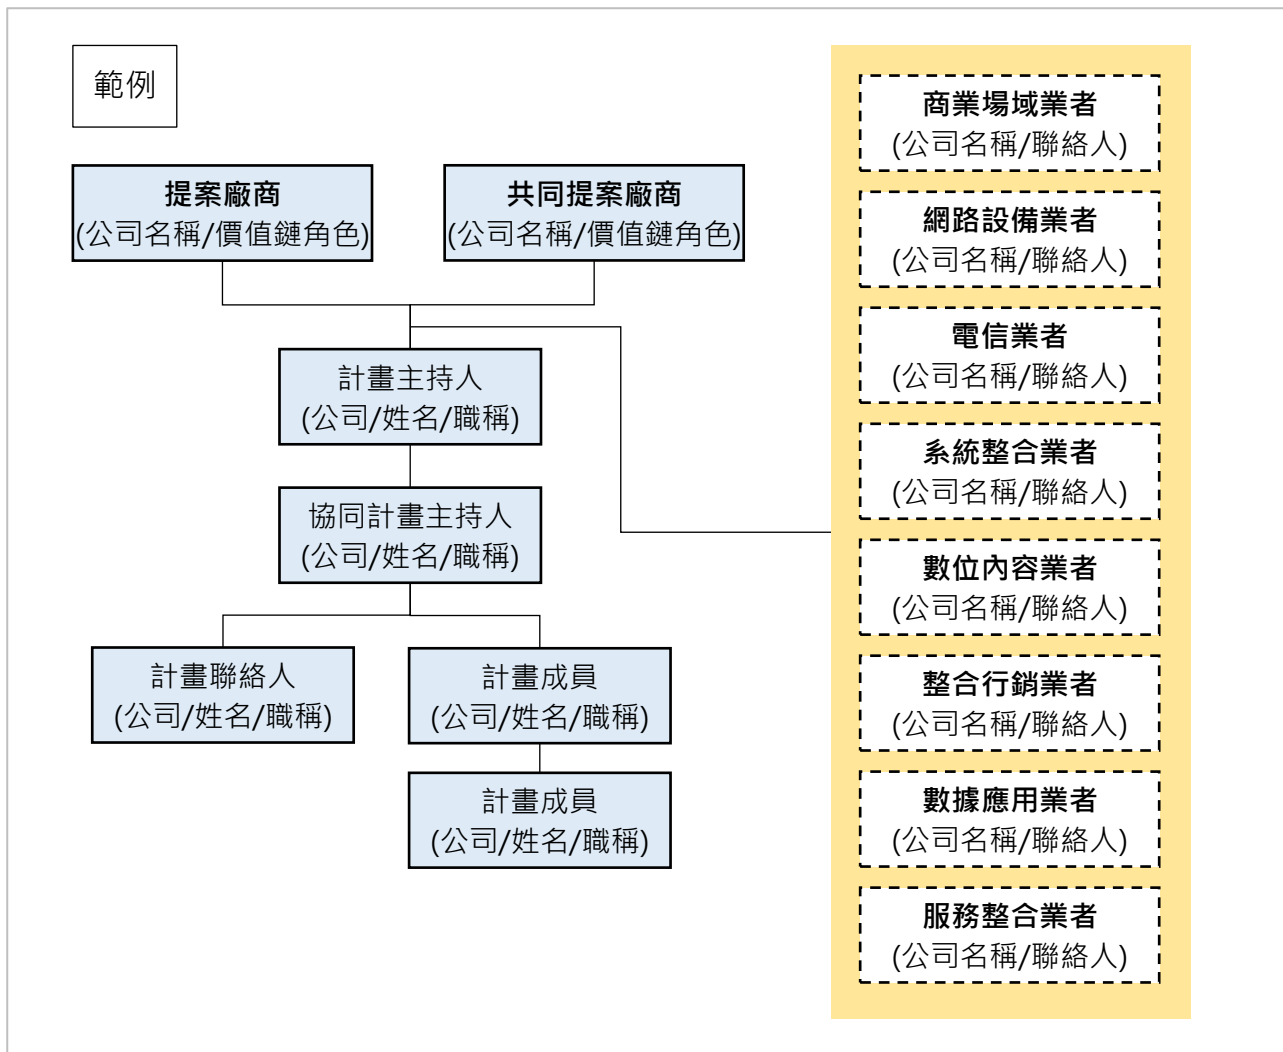 範例
提案廠商
(公司名稱/價值鏈角色)
共同提案廠商
(公司名稱/價值鏈角色)
計畫主持人
(公司/姓名/職稱)
協同計畫主持人
(公司/姓名/職稱)
計畫聯絡人
(公司/姓名/職稱)
計畫成員
(公司/姓名/職稱)
計畫成員
(公司/姓名/職稱)
商業場域業者
(公司名稱/聯絡人)
網路設備業者
(公司名稱/聯絡人)
電信業者
(公司名稱/聯絡人)
系統整合業者
(公司名稱/聯絡人)
數位內容業者
(公司名稱/聯絡人)
整合行銷業者
(公司名稱/聯絡人)
數據應用業者
(公司名稱/聯絡人)
服務整合業者
(公司名稱/聯絡人)